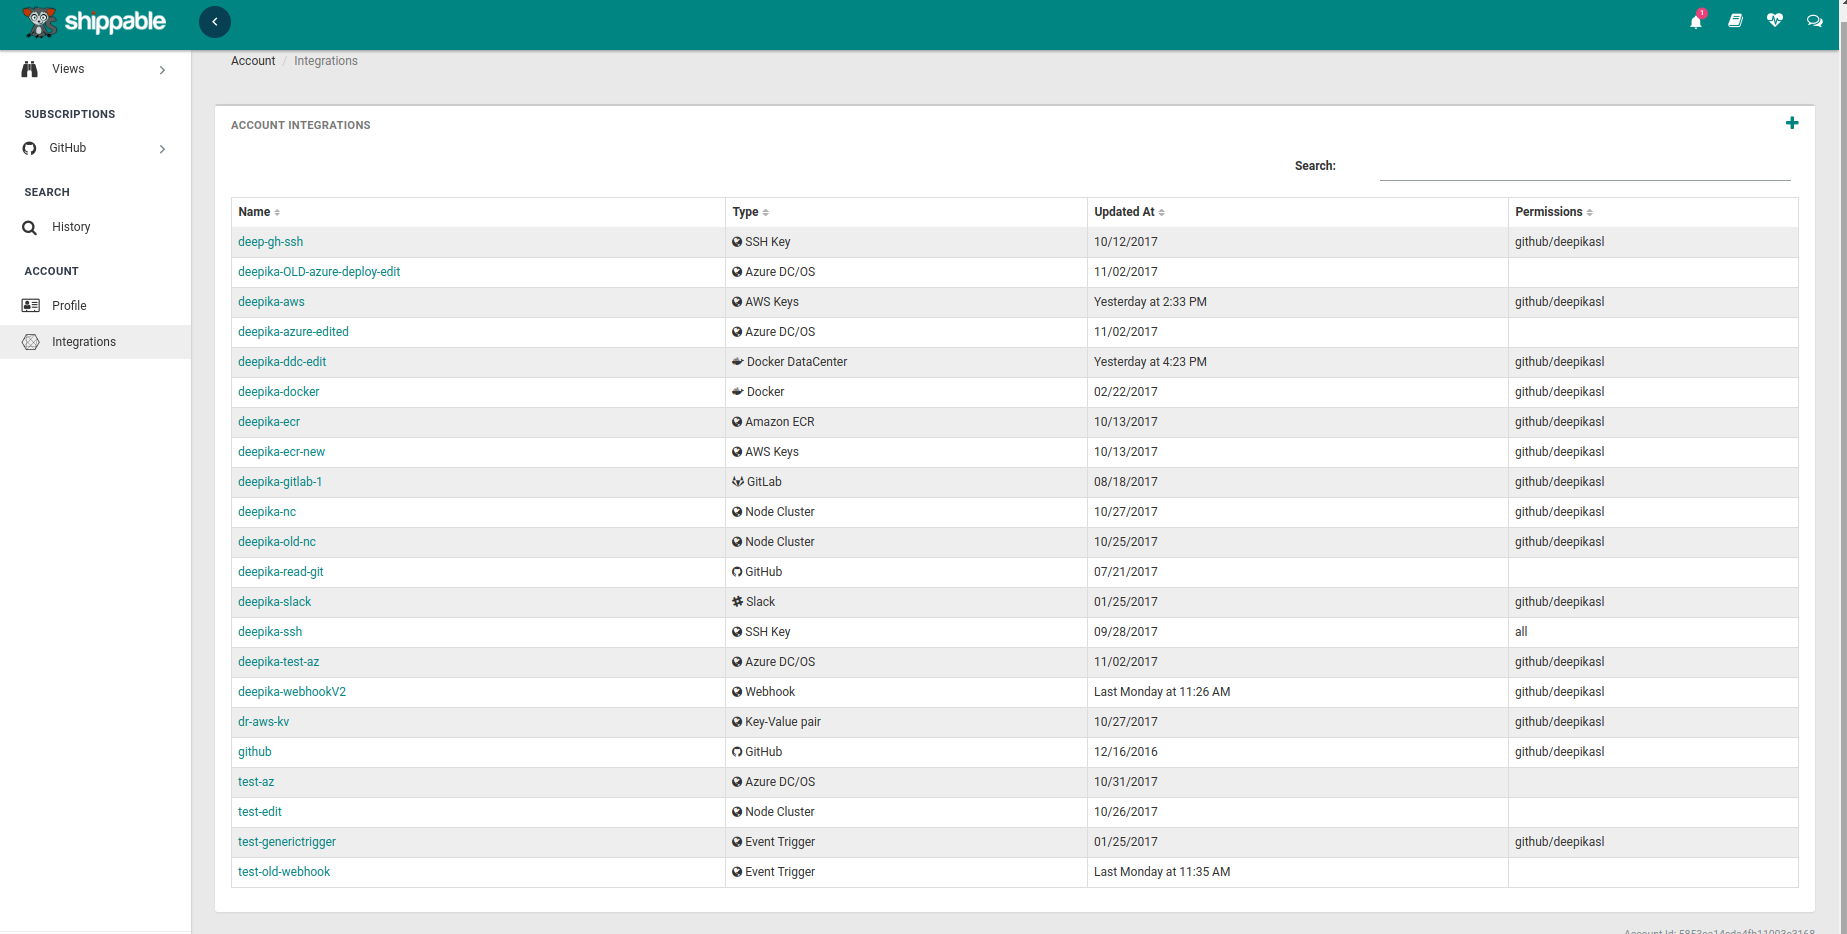 shippable
1
Views
SUBSCRIPTIONS
GitHub
SEARCH
History
ACCOUNT
Profile
Integrations
Account / Integrations
ACCOUNT INTEGRATIONS
Search:
Name Type Updated At Permissions
deep-gh-ssh SSH Key 10/12/2017 github/deepikasl
deepika-OLD-azure-deploy-edit Azure DC/OS 11/02/2017
deepika-aws AWS Keys Yesterday at 2:33 PM github/deepikasl
deepika-azure-edited Azure DC/OS 11/02/2017
deepika-ddc-edit Docker DataCenter Yesterday at 4:23 PM github/deepikasl
deepika-docker Docker 02/22/2017 github/deepikasl
deepika-ecr Amazon ECR 10/13/2017 github/deepikasl
deepika-ecr-new AWS Keys 10/13/2017 github/deepikasl
deepika-gitlab-1 GitLab 08/18/2017 github/deepikasl
deepika-nc Node Cluster 10/27/2017 github/deepikasl
deepika-old-nc Node Cluster 10/25/2017 github/deepikasl
deepika-read-git GitHub 07/21/2017
deepika-slack Slack 01/25/2017 github/deepikasl
deepika-ssh SSH Key 09/28/2017 all
deepika-test-az Azure DC/OS 11/02/2017 github/deepikasl
deepika-webhookV2 Webhook Last Monday at 11:26 AM github/deepikasl
dr-aws-kv Key-Value pair 10/27/2017 github/deepikasl
github GitHub 12/16/2016 github/deepikasl
test-az Azure DC/OS 10/31/2017
test-edit Node Cluster 10/26/2017
test-generictrigger Event Trigger 01/25/2017 github/deepikasl
test-old-webhook Event Trigger Last Monday at 11:35 AM
Account Id: